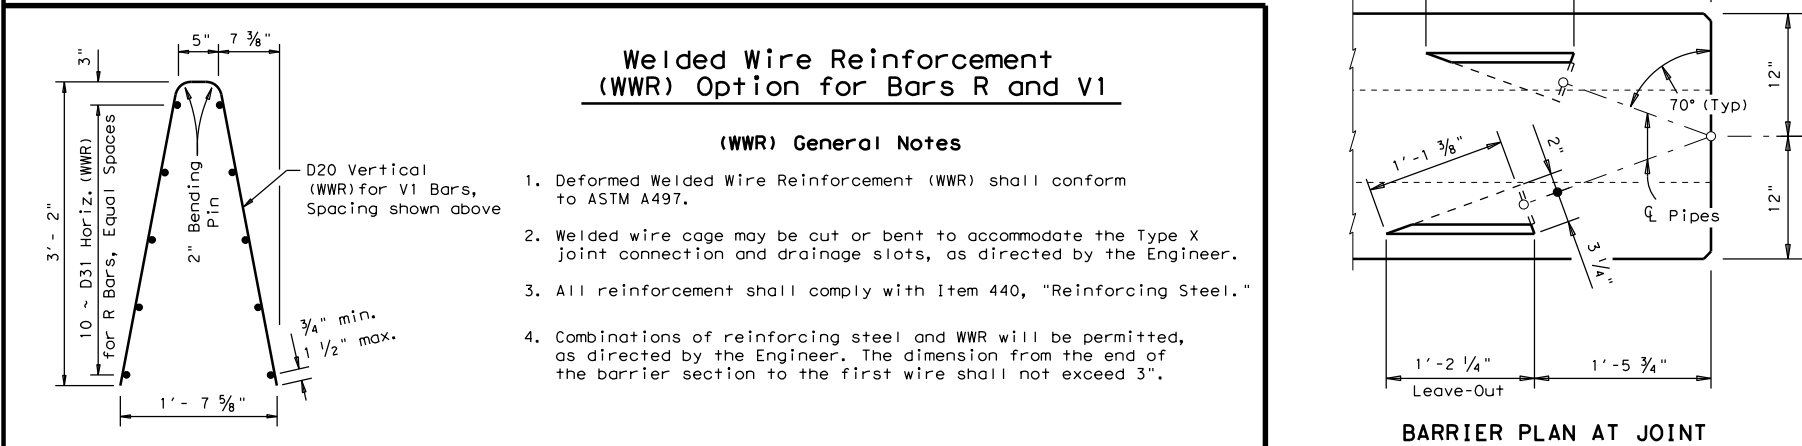 5" 7 ⅜"
3"
3'- 2"
10 ~ D31 Horiz. (WWR)
for R Bars, Equal Spaces
2" Bending
Pin
D20 Vertical
(WWR)for V1 Bars,
Spacing shown above
¾" min.
1 ½" max.
1'- 7 ⅝"
Welded Wire Reinforcement
(WWR) Option for Bars R and V1
(WWR) General Notes
1. Deformed Welded Wire Reinforcement (WWR) shall conform
to ASTM A497.
2. Welded wire cage may be cut or bent to accommodate the Type X
joint connection and drainage slots, as directed by the Engineer.
3. All reinforcement shall comply with Item 440, "Reinforcing Steel."
4. Combinations of reinforcing steel and WWR will be permitted,
as directed by the Engineer. The dimension from the end of
the barrier section to the first wire shall not exceed 3".
70° (Typ)
12"
1'-1 ⅜"
2"
℄ Pipes
12"
3 ¼"
1'-2 ¼"
Leave-Out
1'-5 ¾"
BARRIER PLAN AT JOINT